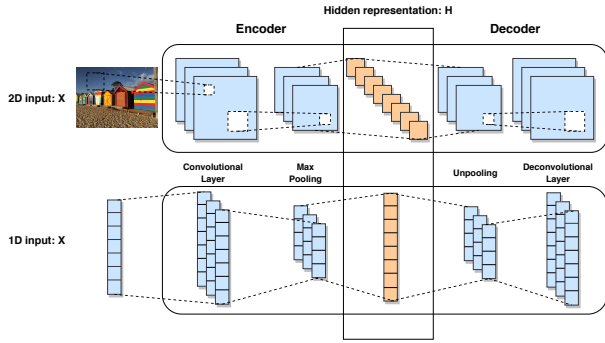 Hidden representation: H
Encoder
Decoder
2D input: X
Convolutional
Layer
Max
Pooling
Unpooling
Deconvolutional
Layer
1D input: X